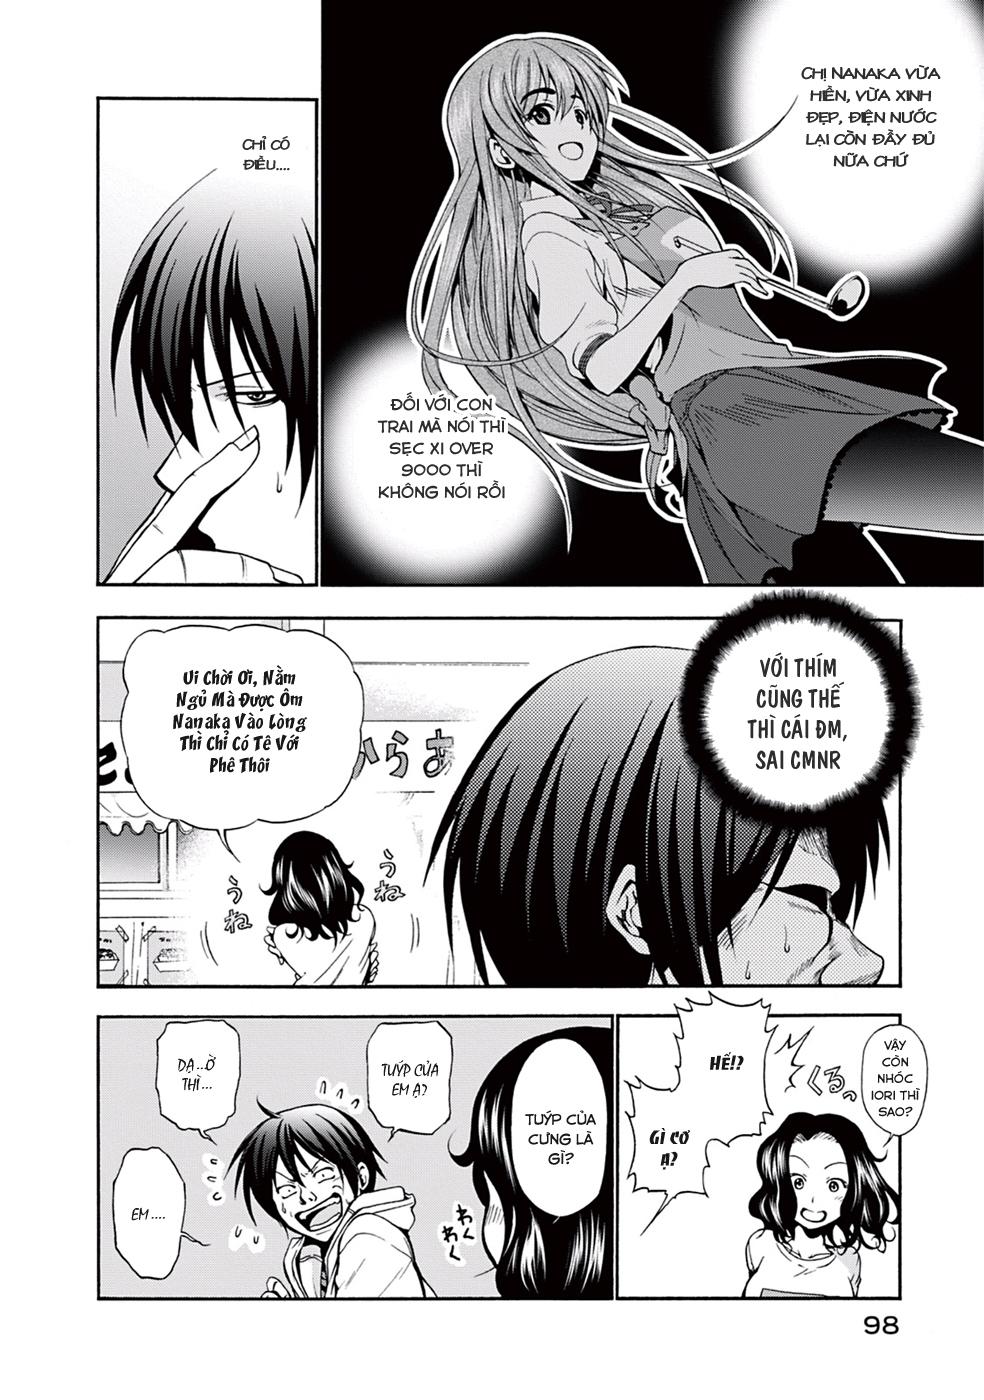 CHỊ NANAKA VỪA
HIỀN, VỪA XINH
ĐẸP, ĐIỆN NƯỚC
LẠI CÒN ĐẦY ĐỦ
NỮA CHỨ
ĐỐI VỚI CON
TRAI MÀ NÓI THÌ
SẸC XI OVER
9000 THÌ
KHÔNG NÓI RỒI
CHỈ CÓ
ĐIỀU....
VỚI THÍM
CŨNG THẾ
THÌ CÁI ĐM,
SAI CMNR
Ui Chời Ơi, Nằm
Ngủ Mà Được Ôm
Nanaka Vào Lòng
Thì Chỉ Có Tê Với
Phê Thôi
ひらあ
うね
うね
VẬY
CÒN
NHÓC
IORI THÌ
SAO?
くるっ
HẾ!?
GÌ CƠ
Ạ?
TUÝP CỦA
CƯNG LÀ
GÌ?
わく
わく
TUÝP CỦA
EM Ạ?
DẠ...Ờ
THÌ...
EM ....
98